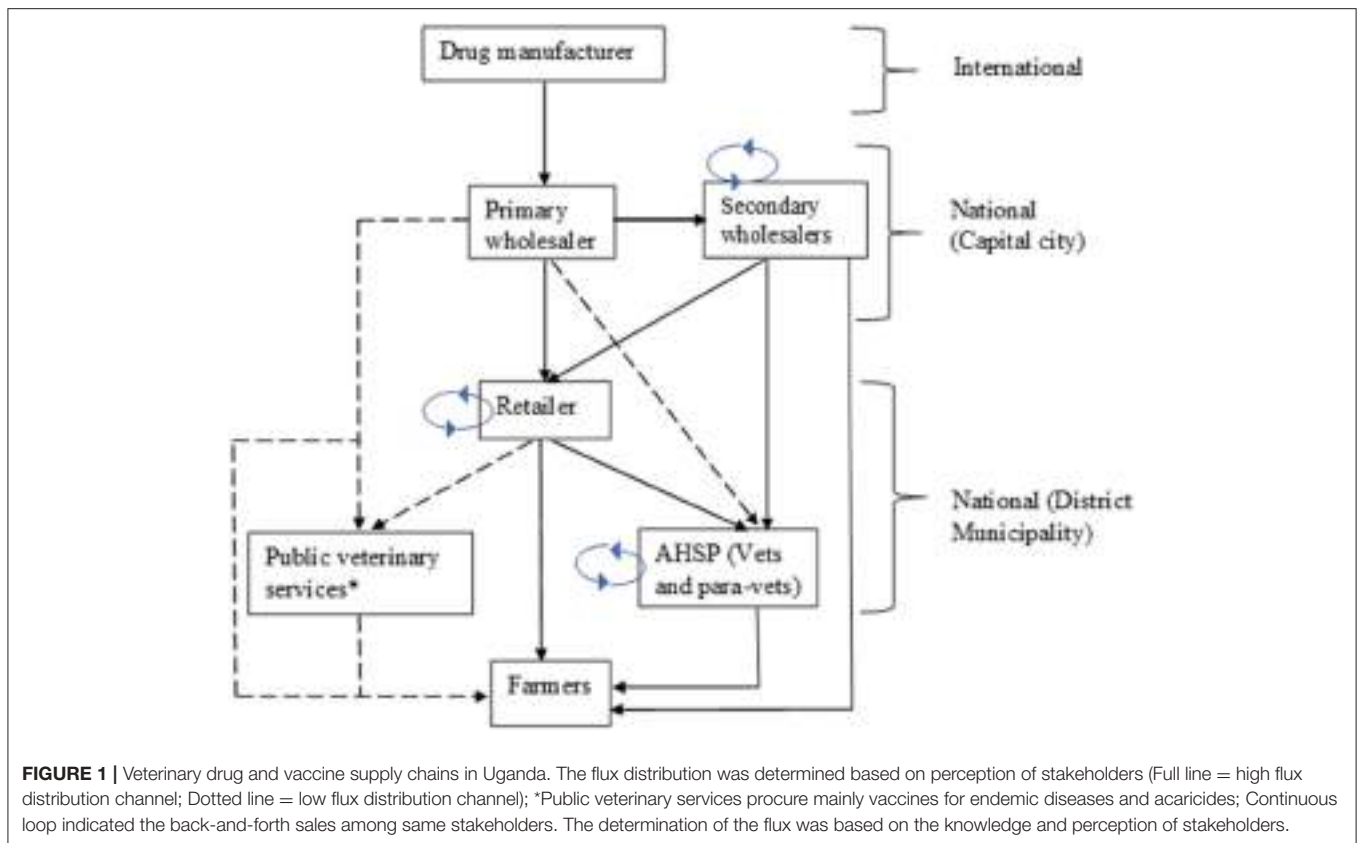 Drug manufacturer
International
Primary
wholesaler
Secondary
wholesalers
National
(Capital city)
Retailer
National (District
Municipality)
Public veterinary
services*
AHSP (Vets
and para-vets)
Farmers
FIGURE 1 | Veterinary drug and vaccine supply chains in Uganda. The flux distribution was determined based on perception of stakeholders (Full line = high flux
distribution channel; Dotted line = low flux distribution channel); *Public veterinary services procure mainly vaccines for endemic diseases and acaricides; Continuous
loop indicated the back-and-forth sales among same stakeholders. The determination of the flux was based on the knowledge and perception of stakeholders.